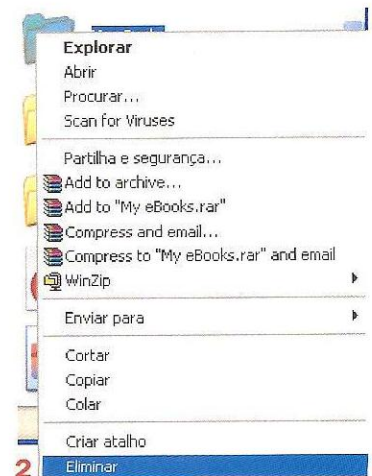 Explorar
Abrir
Procurar...
Scan for Viruses
Partilha e segurança...
Add to archive...
Add to "My eBooks.rar"
Compress and email...
Compress to "My eBooks.rar" and email
WinZip
Enviar para
Cortar
Copiar
Colar
Criar atalho
2 Eliminar